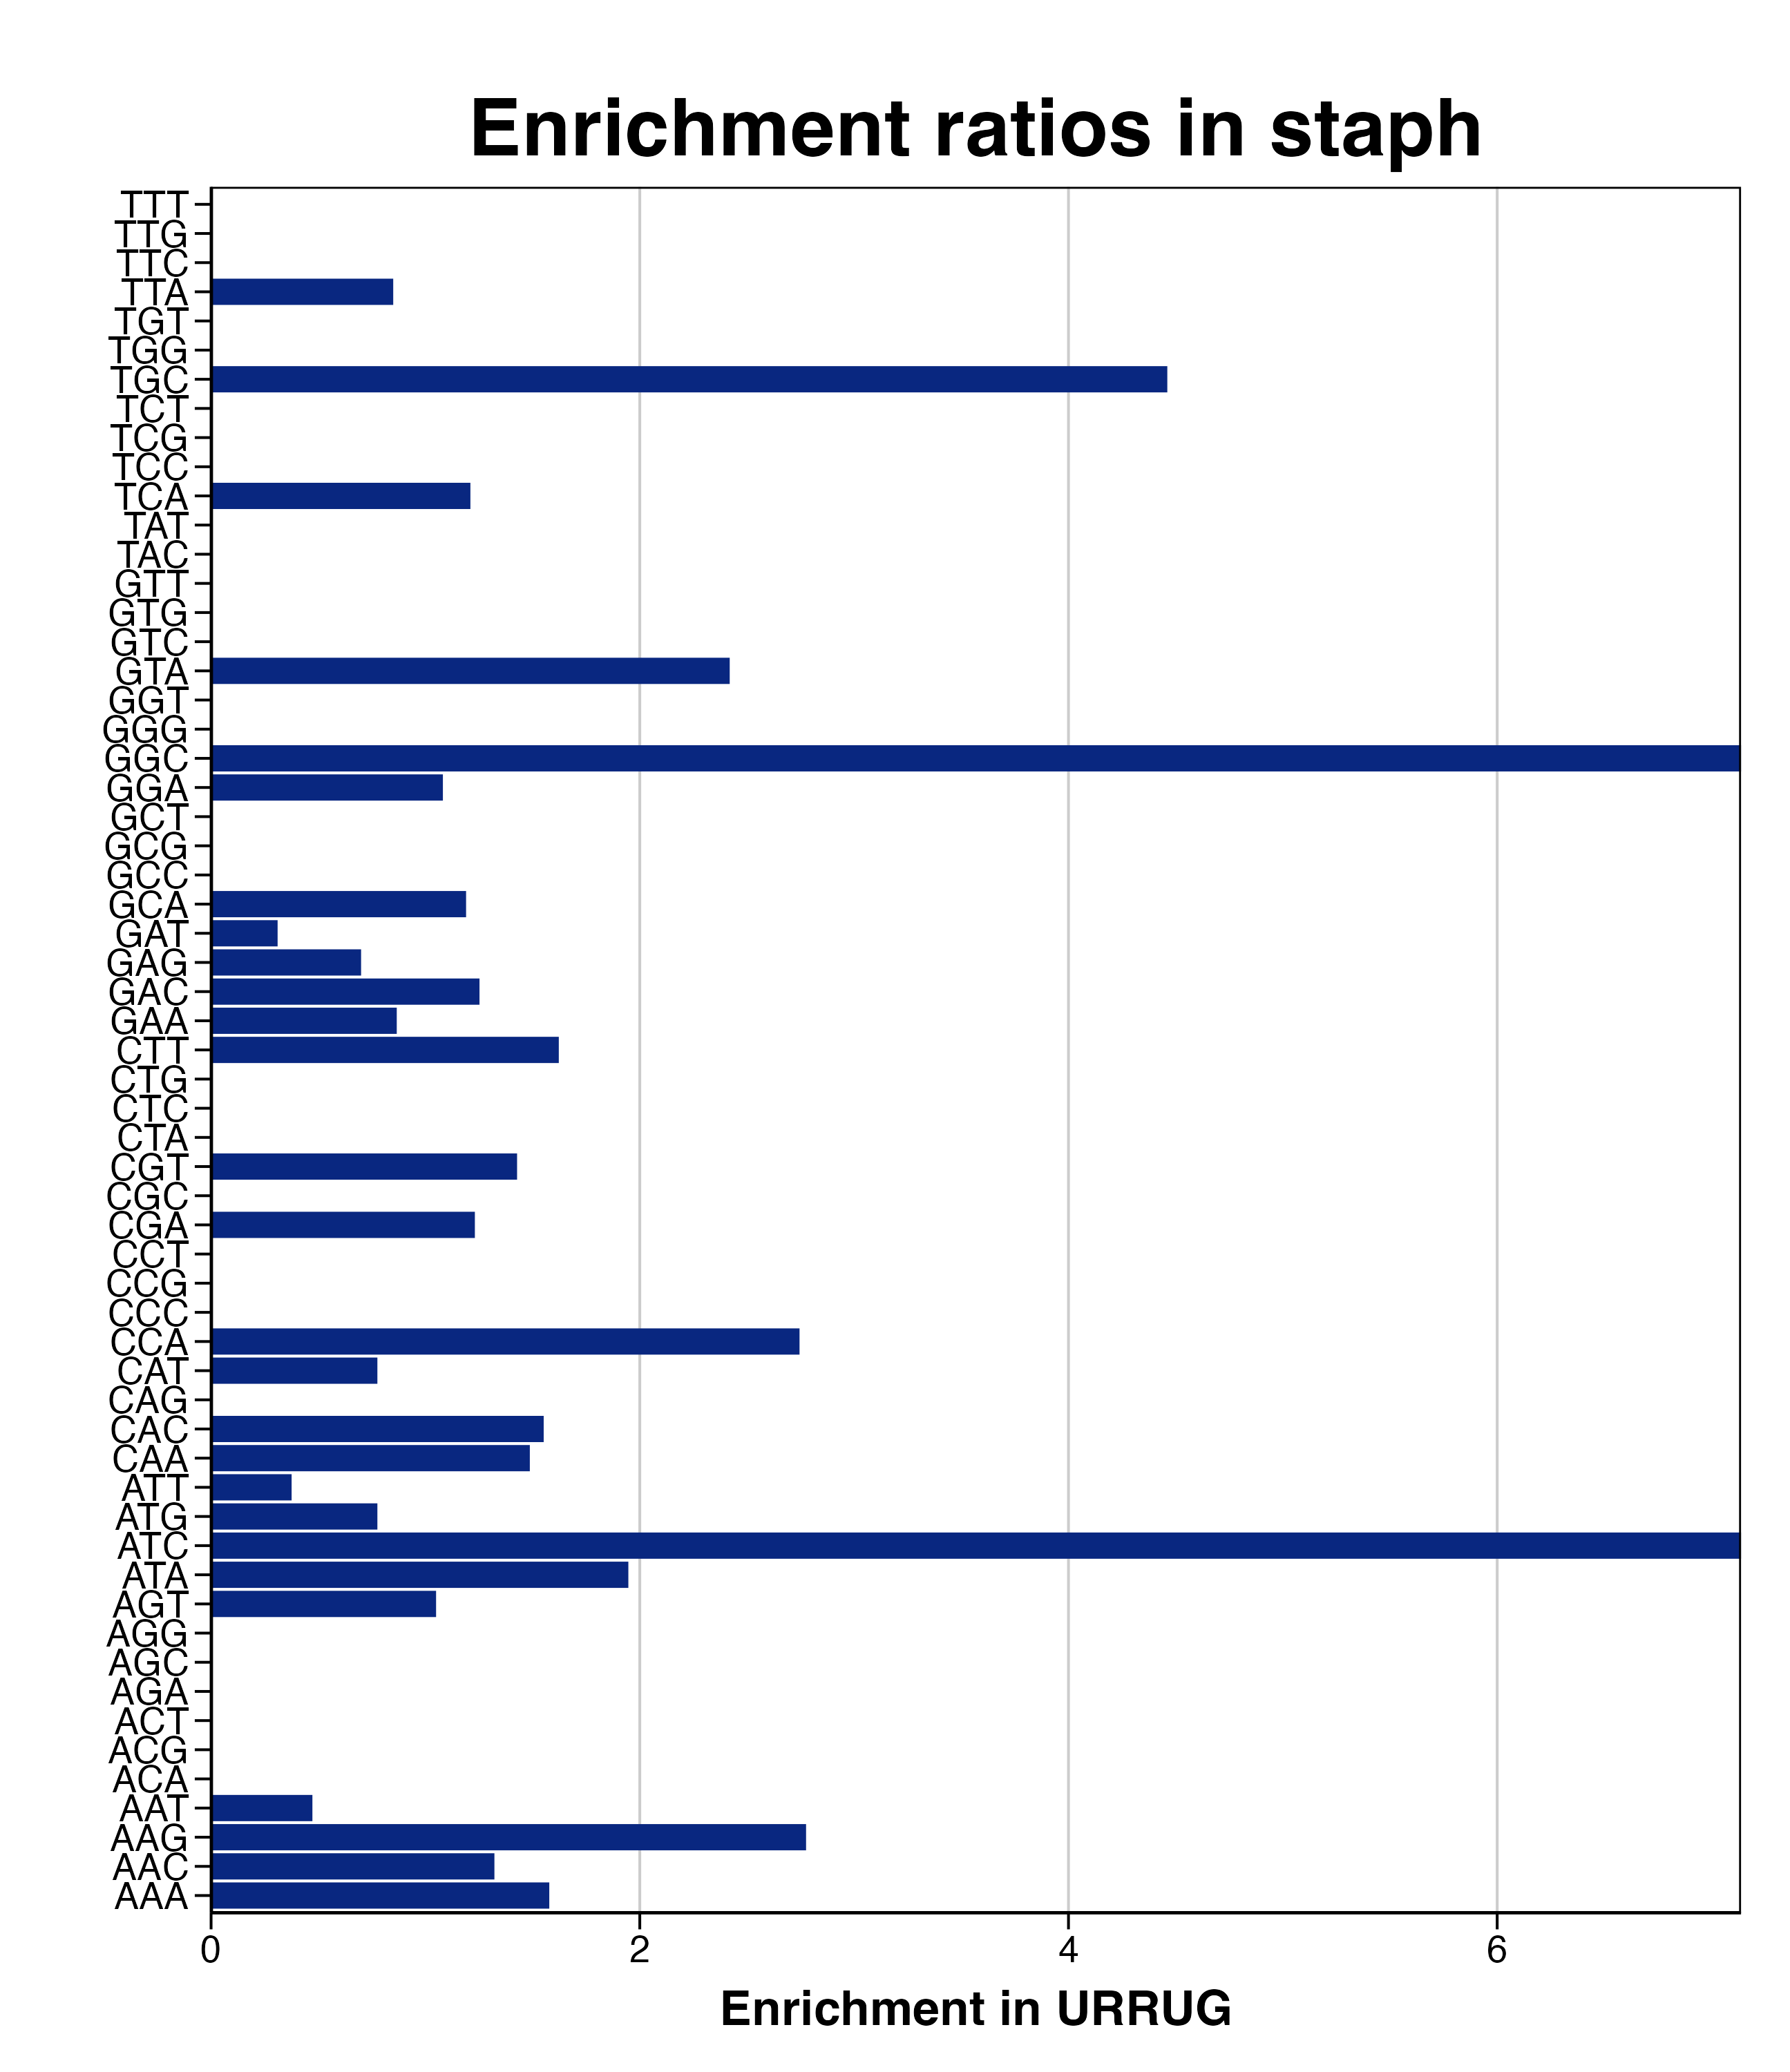 Enrichment ratios in staph
TTT
TTG
TTC
TTA
TGT
TGG
TGC
TCT
TCG
TCC
TCA
TAT
TAC
GTT
GTG
GTC
GTA
GGT
GGG
GGC
GGA
GCT
GCG
GCC
GCA
GAT
GAG
GAC
GAA
CTT
CTG
CTC
CTA
CGT
CGC
CGA
CCT
CCG
CCC
CCA
CAT
CAG
CAC
CAA
ATT
ATG
ATC
ATA
AGT
AGG
AGC
AGA
ACT
ACG
ACA
AAT
AAG
AAC
AAA
0 2 4 6
Enrichment in URRUG